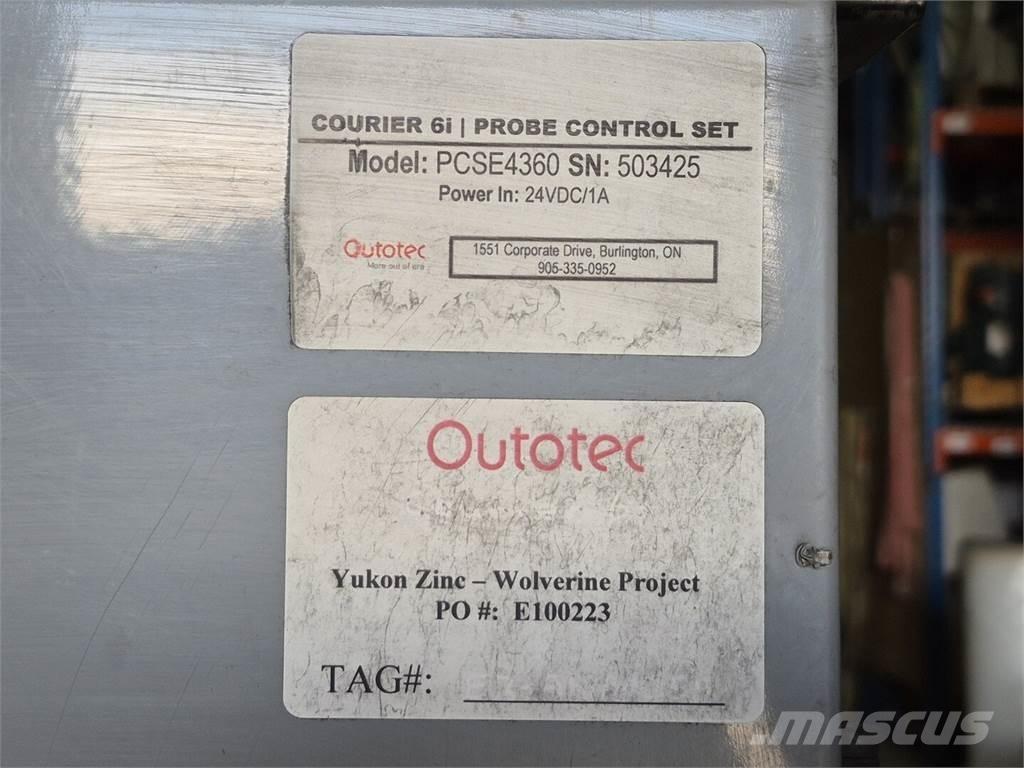 COURIER 6i | PROBE CONTROL SET
Model: PCSE4360 SN: 503425
Power In: 24VDC/1A
Outotec
More out of ore
1551 Corporate Drive, Burlington, ON
905-335-0952
Outotec
Yukon Zinc – Wolverine Project
PO #: E100223
TAG#:
MASCUS